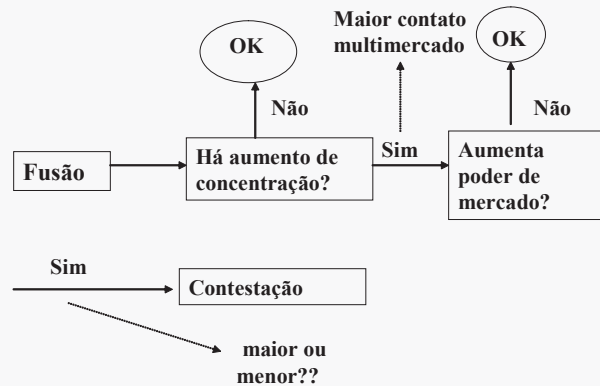 Maior contato
multimercado
OK
OK
Não
Não
Fusão
Há aumento de
concentração?
Sim
Aumenta
poder de
mercado?
Sim
Contestação
maior ou
menor??